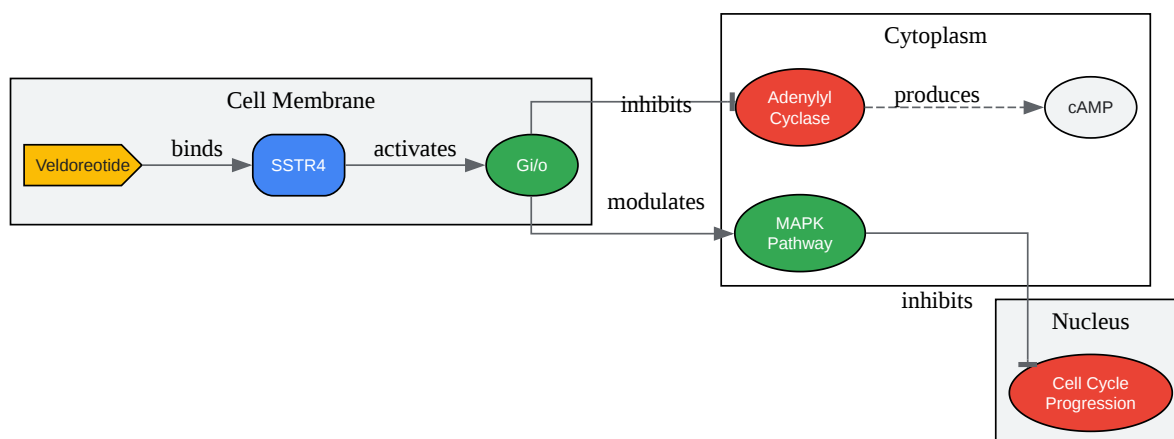 Cytoplasm
Cell Membrane
inhibits
Adenylyl
Cyclase
produces
cAMP
Veldoreotide
binds
SSTR4
activates
Gi/o
modulates
MAPK
Pathway
inhibits
Nucleus
Cell Cycle
Progression